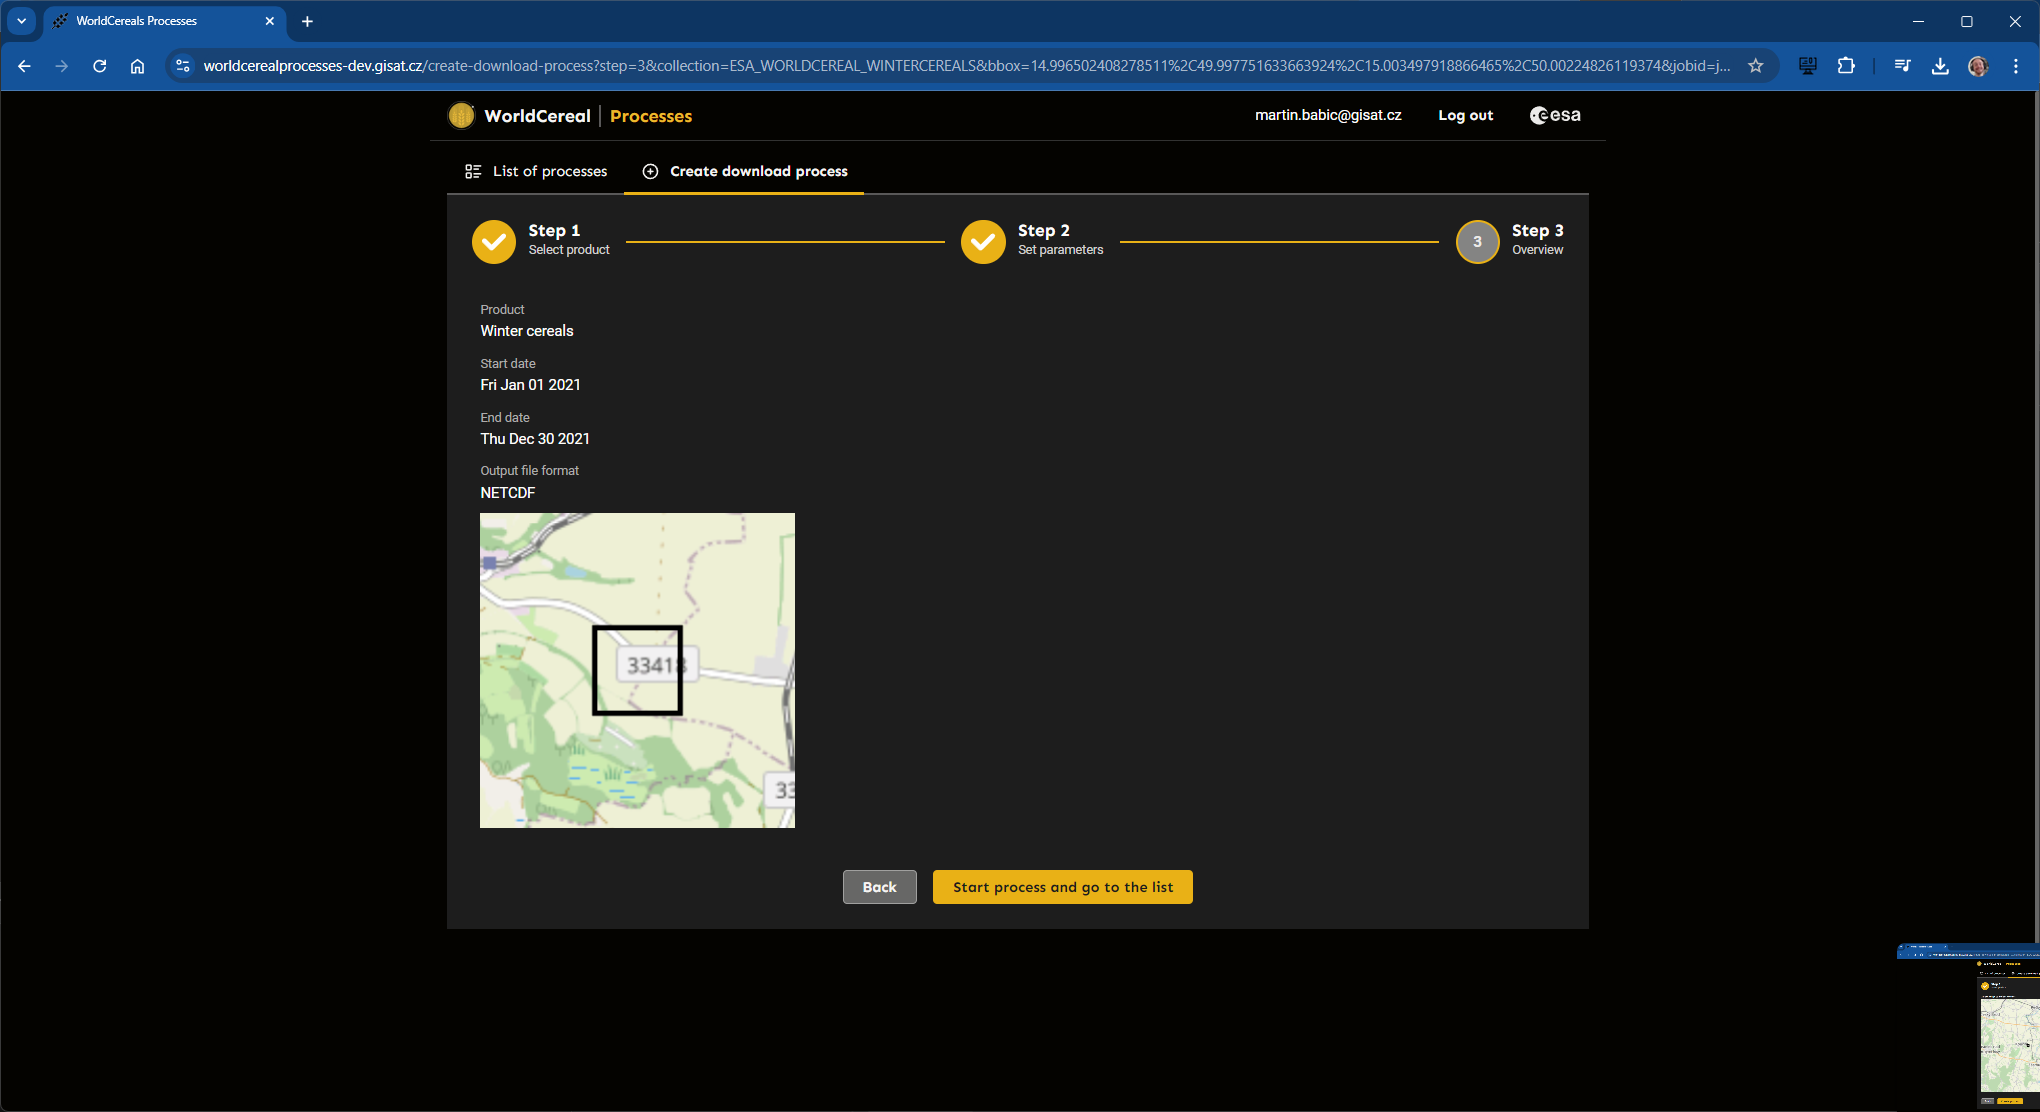 WorldCereals Processes
worldcerealprocesses-dev.gisat.cz/create-download-process?step=3&collection=ESA_WORLDCEREAL_WINTERCEREALS&bbox=14.996502408278511%2C49.997751633663924%2C15.003497918866465%2C50.00224826119374&jobid=j...
WorldCereal | Processes
martin.babic@gisat.cz
Log out
esa
List of processes
Create download process
Step 1
Select product
Step 2
Set parameters
3
Step 3
Overview
Product
Winter cereals
Start date
Fri Jan 01 2021
End date
Thu Dec 30 2021
Output file format
NETCDF
33418
33
Back
Start process and go to the list